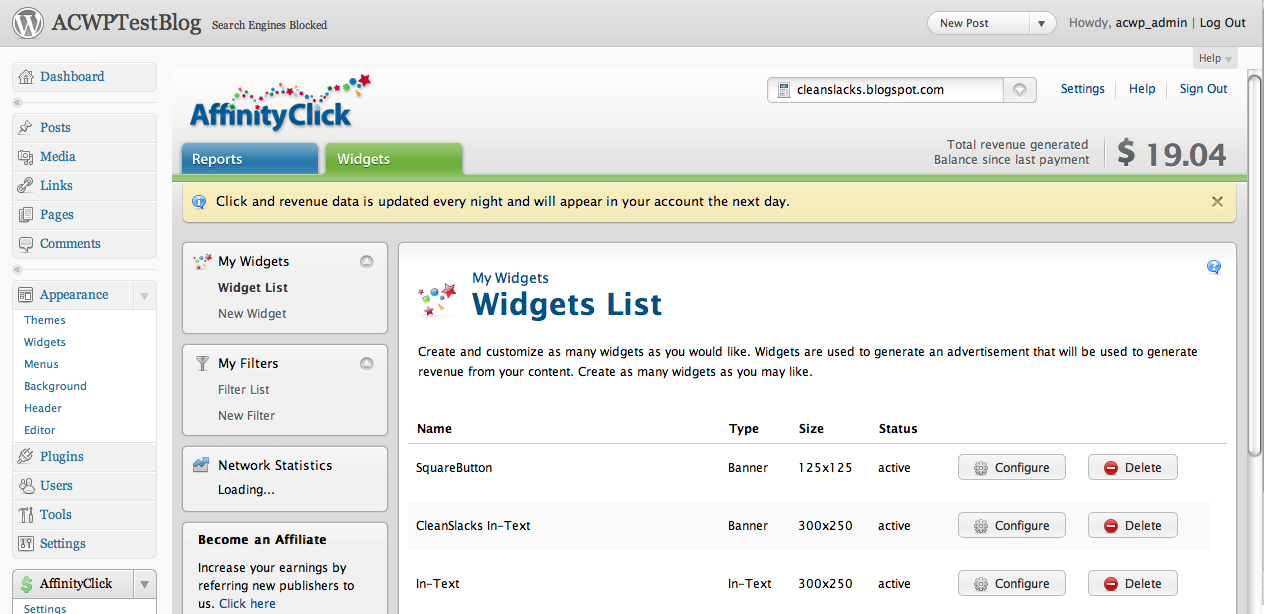 ACWPTestBlog Search Engines Blocked
New Post
Howdy, acwp_admin | Log Out
Help
Dashboard
Posts
Media
Links
Pages
Comments
Appearance
Themes
Widgets
Menus
Background
Header
Editor
Plugins
Users
Tools
Settings
AffinityClick
Settings
AffinityClick
cleanslacks.blogspot.com
Settings
Help
Sign Out
Reports
Widgets
Total revenue generated
Balance since last payment
$ 19.04
Click and revenue data is updated every night and will appear in your account the next day.
My Widgets
Widget List
New Widget
My Filters
Filter List
New Filter
Network Statistics
Loading...
Become an Affiliate
Increase your earnings by
referring new publishers to
us. Click here
My Widgets
Widgets List
Create and customize as many widgets as you would like. Widgets are used to generate an advertisement that will be used to generate
revenue from your content. Create as many widgets as you may like.
Name Type Size Status
SquareButton Banner 125x125 active Configure Delete
CleanSlacks In-Text Banner 300x250 active Configure Delete
In-Text In-Text 300x250 active Configure Delete